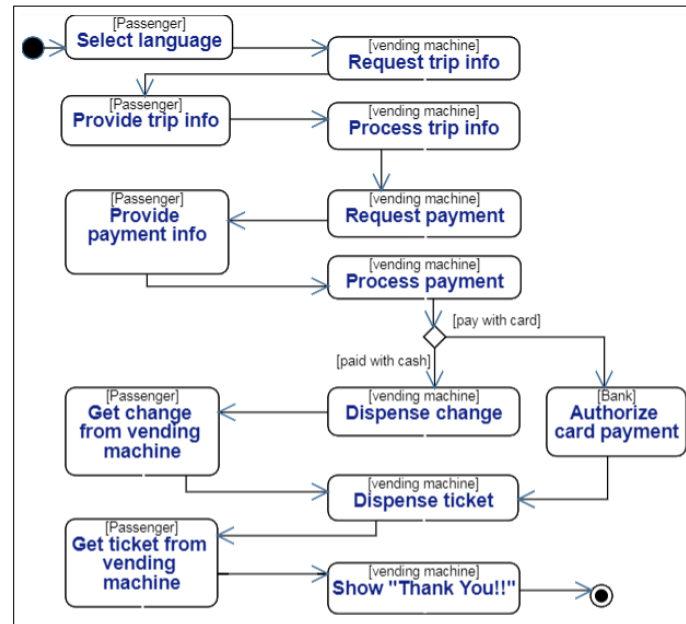 [Passenger]
Select language
[vending machine]
Request trip info
[Passenger]
Provide trip info
[vending machine]
Process trip info
[vending machine]
Request payment
[Passenger]
Provide
payment info
[vending machine]
Process payment
[pay with card]
[paid with cash]
[vending machine]
Dispense change
[Bank]
Authorize
card payment
[Passenger]
Get change
from vending
machine
[vending machine]
Dispense ticket
[Passenger]
Get ticket from
vending
machine
[vending machine]
Show "Thank You!!"